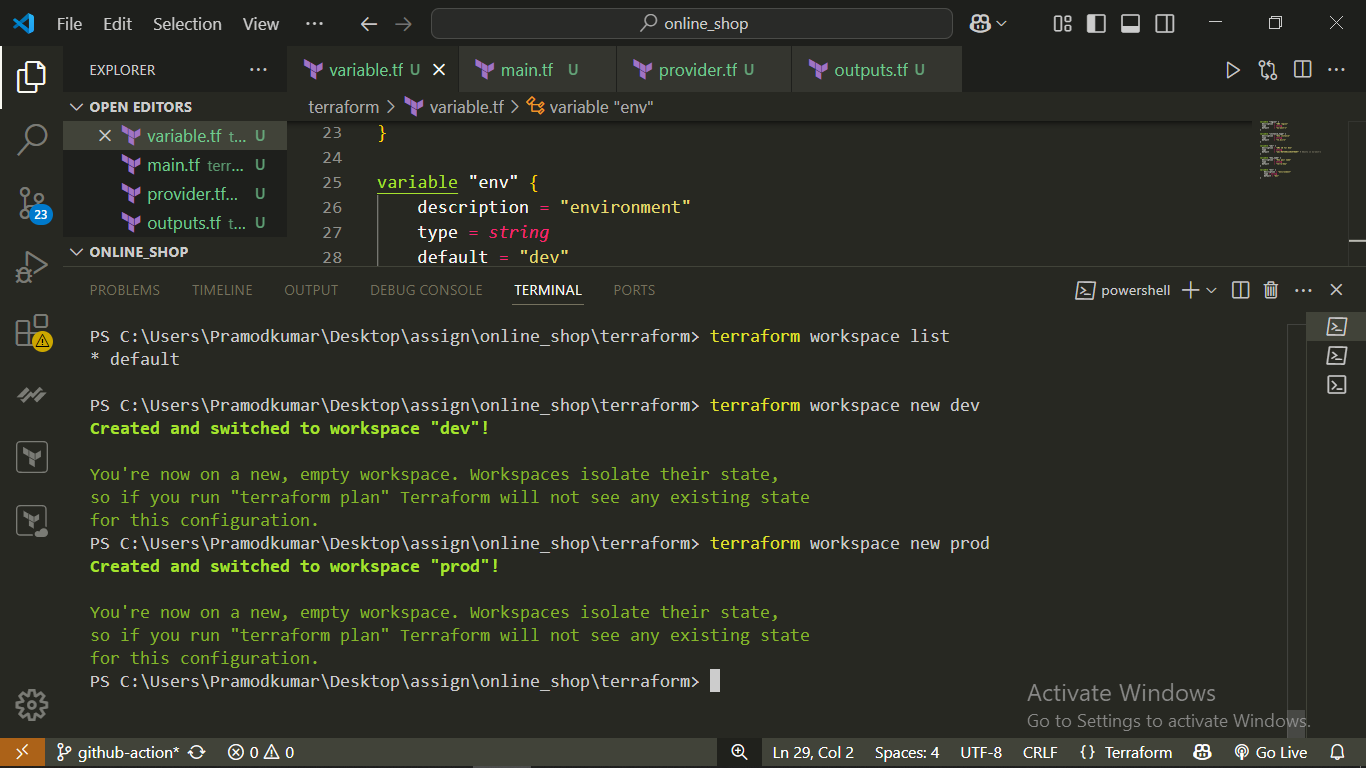 File Edit Selection View ··· online_shop
EXPLORER ···
variable.tf U main.tf U provider.tf U outputs.tf U
OPEN EDITORS
terraform > variable.tf > variable "env"
variable.tf t... U
main.tf terr... U
provider.tf... U
outputs.tf t... U
ONLINE_SHOP
23 }
24
25 variable "env" {
26 description = "environment"
27 type = string
28 default = "dev"
23
PROBLEMS TIMELINE OUTPUT DEBUG CONSOLE TERMINAL PORTS powershell
PS C:\Users\Pramodkumar\Desktop\assign\online_shop\terraform> terraform workspace list
* default
PS C:\Users\Pramodkumar\Desktop\assign\online_shop\terraform> terraform workspace new dev
Created and switched to workspace "dev"!
You're now on a new, empty workspace. Workspaces isolate their state,
so if you run "terraform plan" Terraform will not see any existing state
for this configuration.
PS C:\Users\Pramodkumar\Desktop\assign\online_shop\terraform> terraform workspace new prod
Created and switched to workspace "prod"!
You're now on a new, empty workspace. Workspaces isolate their state,
so if you run "terraform plan" Terraform will not see any existing state
for this configuration.
PS C:\Users\Pramodkumar\Desktop\assign\online_shop\terraform>
Activate Windows
Go to Settings to activate Windows.
github-action* 0 0 Ln 29, Col 2 Spaces: 4 UTF-8 CRLF {} Terraform Go Live